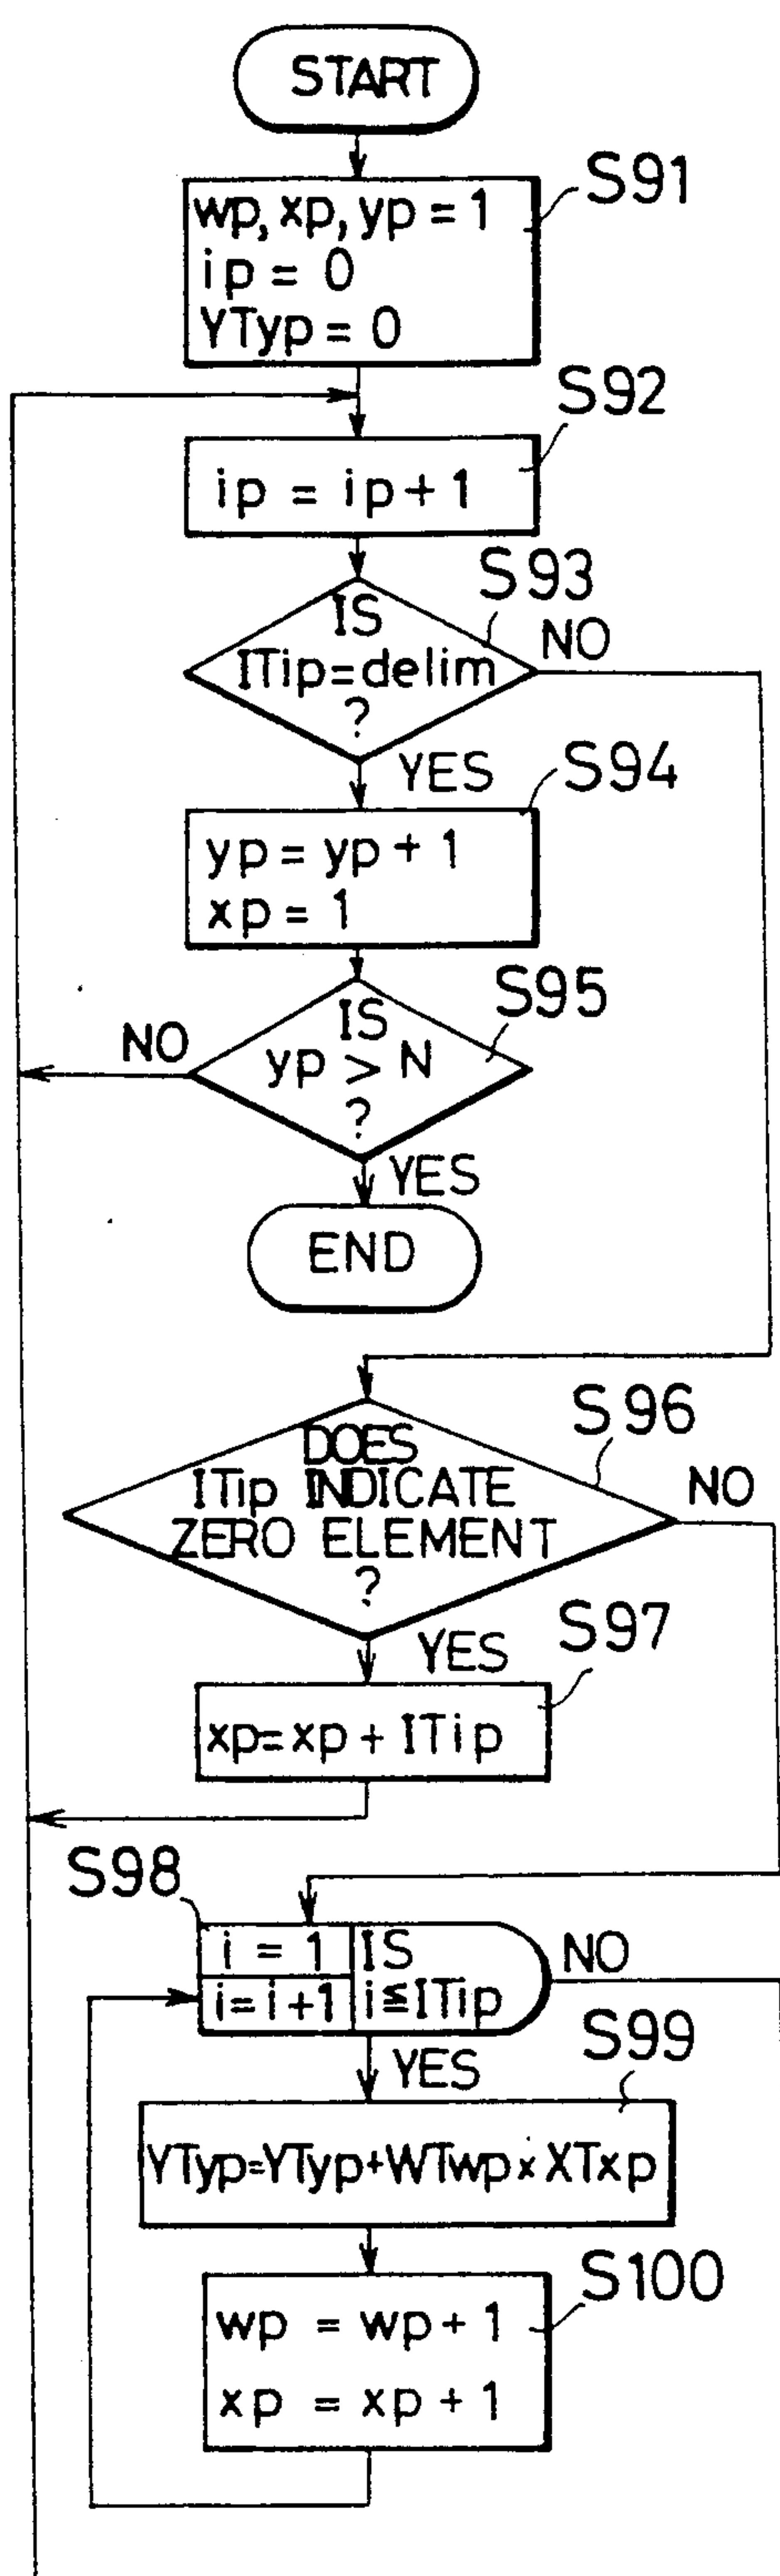 START
S91
wp, xp, yp = 1
ip = 0
YTyp = 0
S92
ip = ip + 1
S93
IS
ITip=delim
?
NO
YES
S94
yp = yp + 1
xp = 1
S95
IS
yp > N
?
NO
YES
END
S96
DOES
ITip INDICATE
ZERO ELEMENT
?
NO
YES
S97
xp=xp + ITip
S98
i = 1
IS
i=i+1
i≦ITip
NO
YES
S99
YTyp=YTyp+WTwp×XTxp
S100
wp = wp + 1
xp = xp + 1